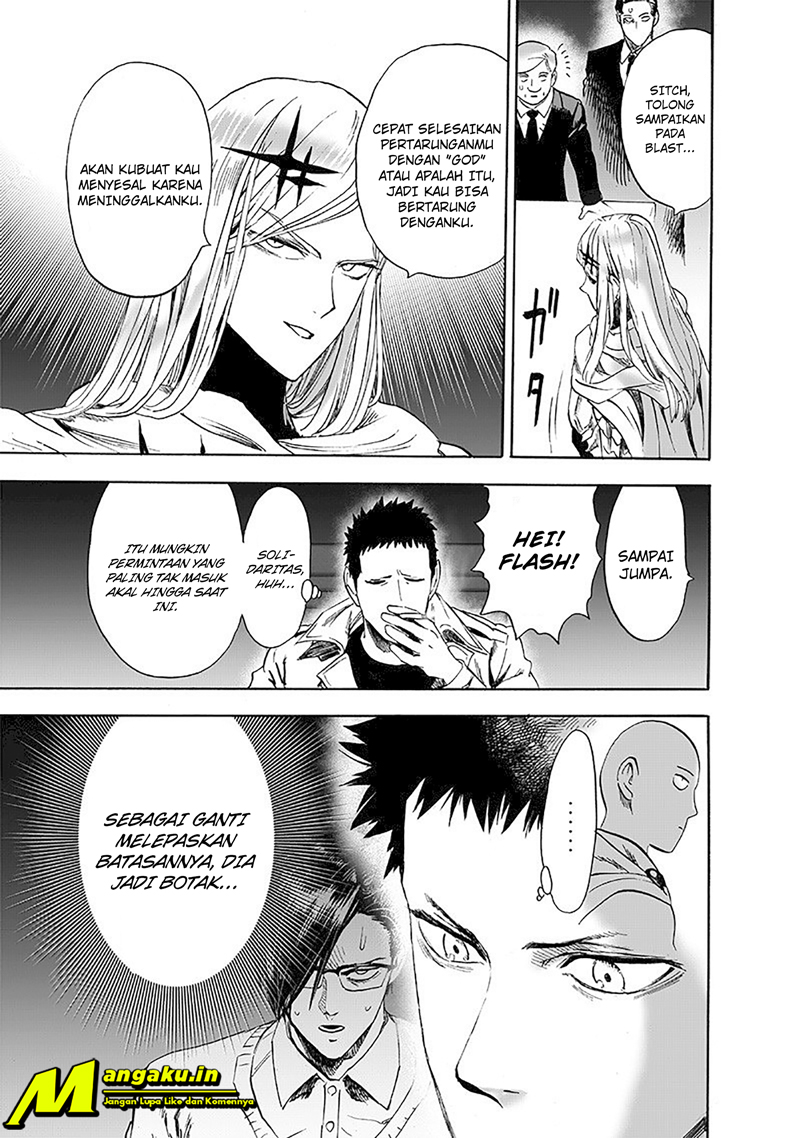 SITCH,
TOLONG
SAMPAIKAN
PADA
BLAST...
CEPAT SELESAIKAN
PERTARUNGANMU
DENGAN "GOD"
ATAU APALAH ITU,
JADI KAU BISA
BERTARUNG
DENGANKU.
AKAN KUBUAT KAU
MENYESAL KARENA
MENINGGALKANKU.
ガタ
SAMPAI
JUMPA.
HEI!
FLASH!
SOLI-
DARITAS,
HUH...
ITU MUNGKIN
PERMINTAAN YANG
PALING TAK MASUK
AKAL HINGGA SAAT
INI.
......
SEBAGAI GANTI
MELEPASKAN
BATASANNYA, DIA
JADI BOTAK...
Mangaku.in
Jangan Lupa Like dan Komennya